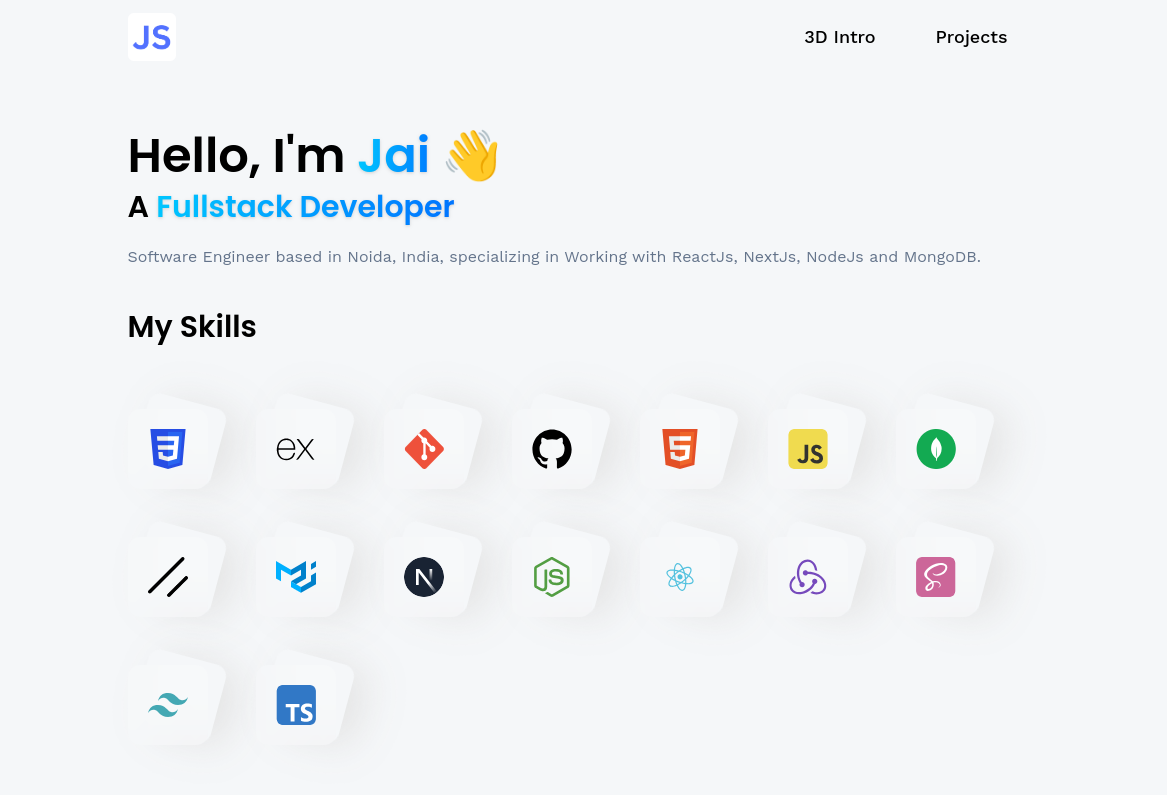 JS
3D Intro
Projects
Hello, I'm Jai 👋
A Fullstack Developer
Software Engineer based in Noida, India, specializing in Working with ReactJs, NextJs, NodeJs and MongoDB.
My Skills
3
ex
5
JS
N
JS
TS